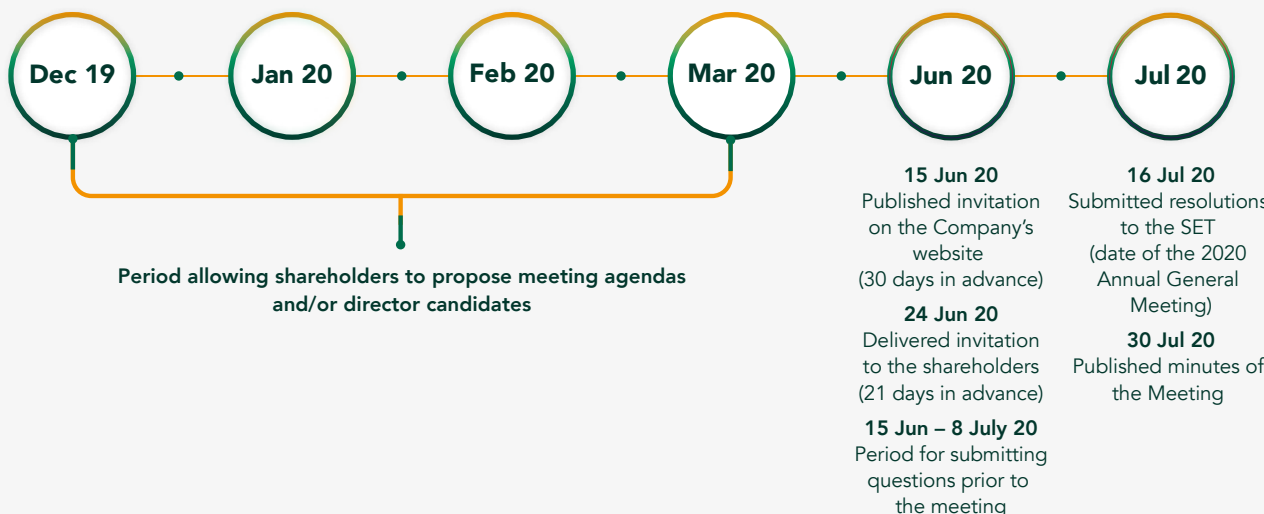 Dec 19
Jan 20
Feb 20
Mar 20
Jun 20
Jul 20
Period allowing shareholders to propose meeting agendas
and/or director candidates
15 Jun 20
Published invitation
on the Company’s
website
(30 days in advance)
24 Jun 20
Delivered invitation
to the shareholders
(21 days in advance)
15 Jun – 8 July 20
Period for submitting
questions prior to
the meeting
16 Jul 20
Submitted resolutions
to the SET
(date of the 2020
Annual General
Meeting)
30 Jul 20
Published minutes of
the Meeting